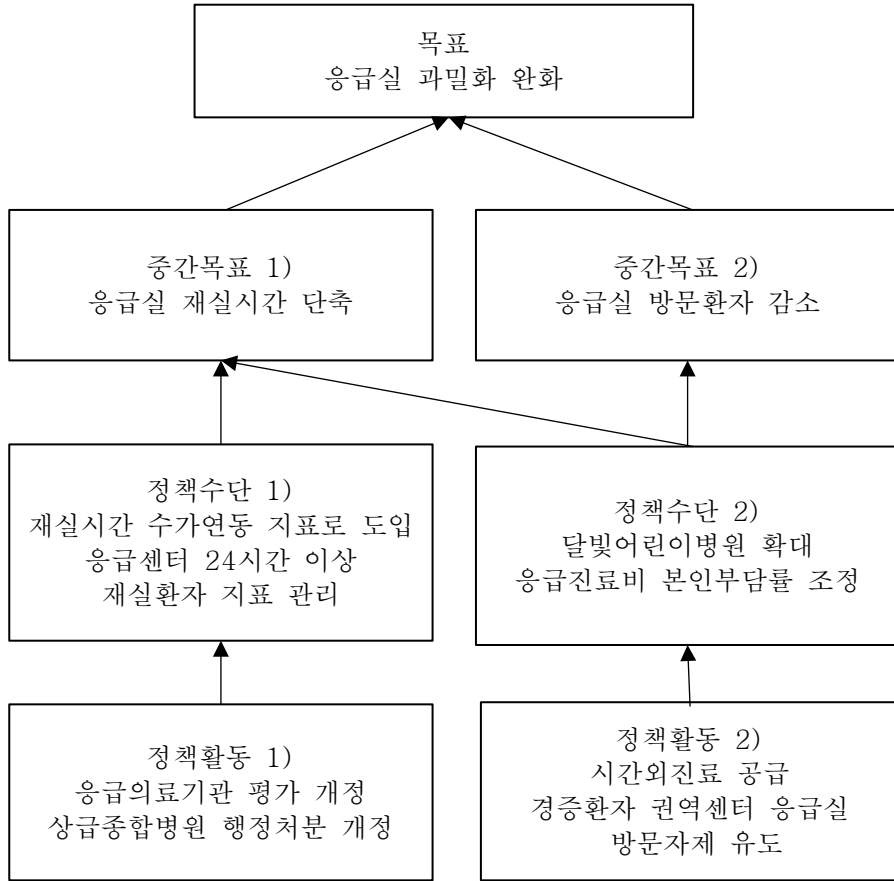 목표
응급실 과밀화 완화
중간목표 1)
응급실 재실시간 단축
중간목표 2)
응급실 방문환자 감소
정책수단 1)
재실시간 수가연동 지표로 도입
응급센터 24시간 이상
재실환자 지표 관리
정책수단 2)
달빛어린이병원 확대
응급진료비 본인부담률 조정
정책활동 1)
응급의료기관 평가 개정
상급종합병원 행정처분 개정
정책활동 2)
시간외진료 공급
경증환자 권역센터 응급실
방문자제 유도